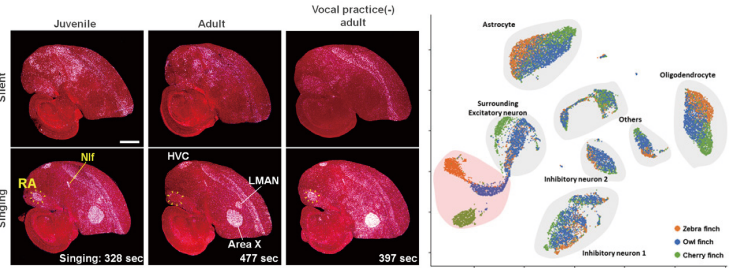 Juvenile
Adult
Vocal practice(-)
adult
Silent
Singing
RA
Nlf
Singing: 328 sec
HVC
LMAN
Area X
477 sec
397 sec
Astrocyte
Oligodendrocyte
Surrounding
Excitatory neuron
Others
Inhibitory neuron 2
Inhibitory neuron 1
Zebra finch
Owl finch
Cherry finch